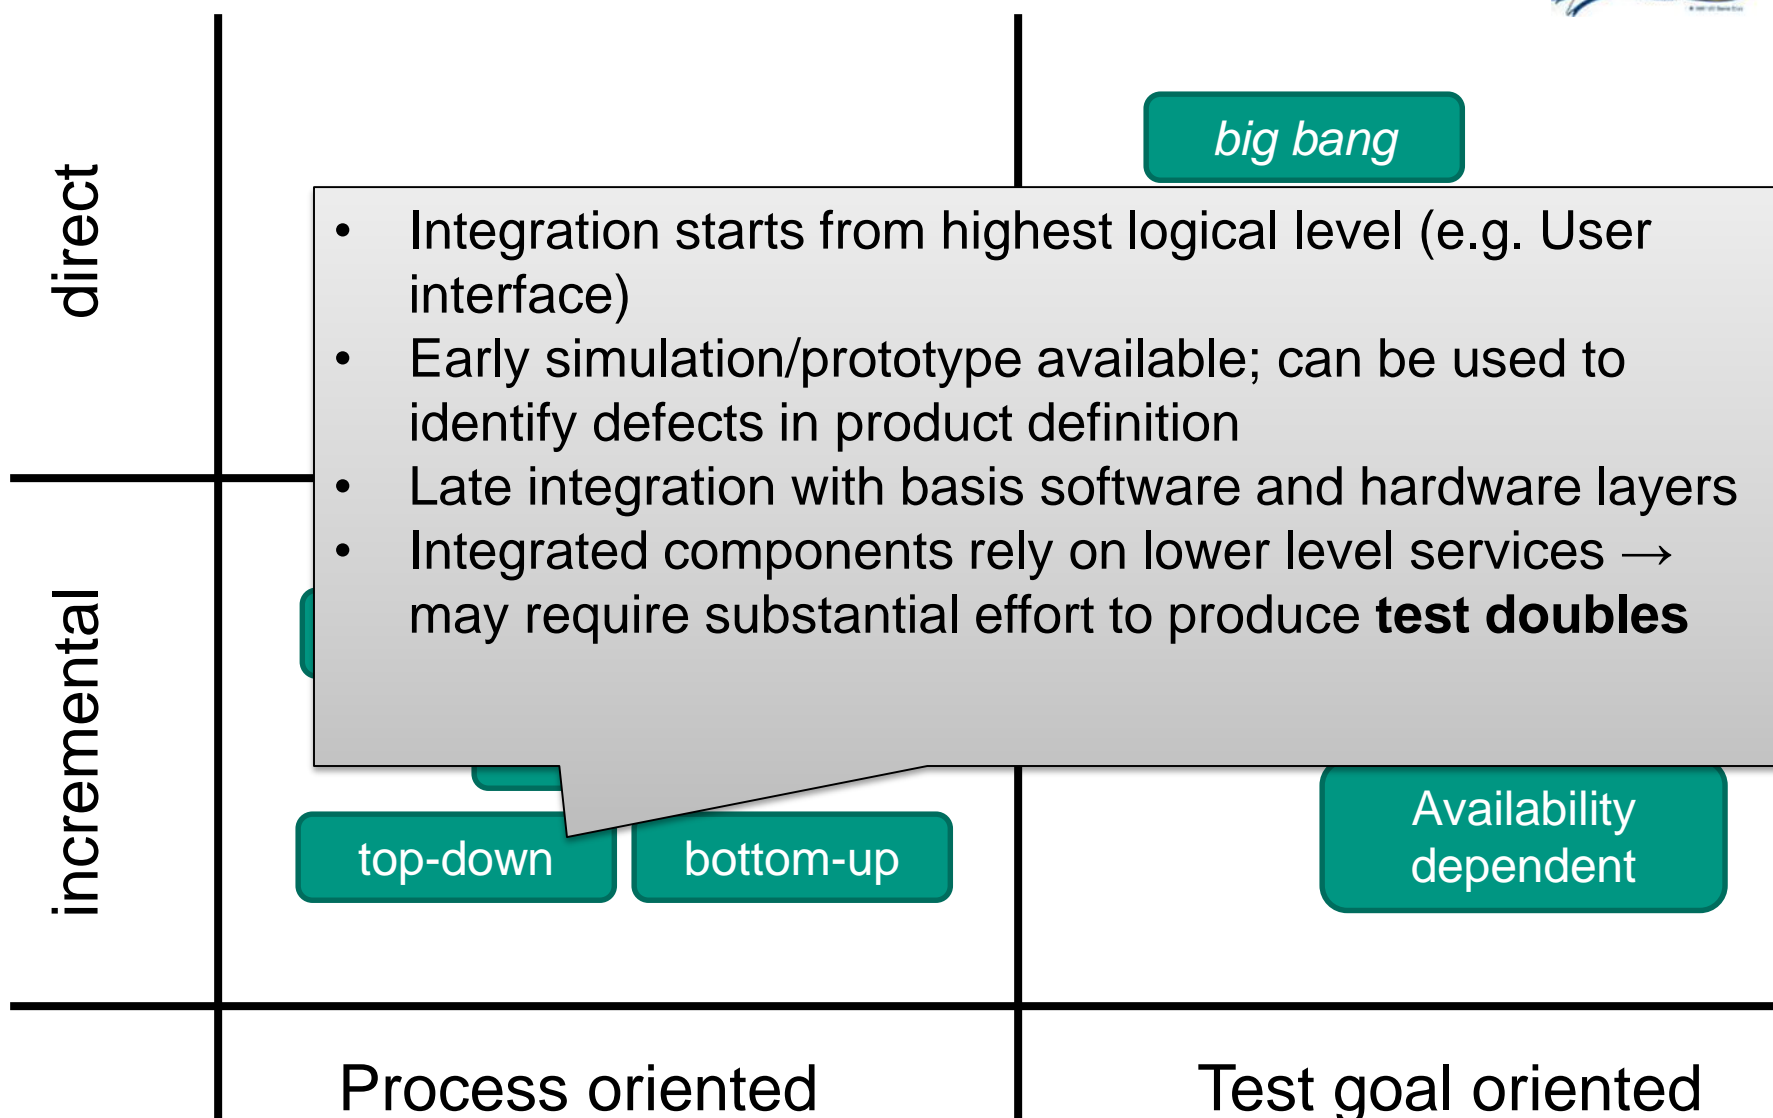 direct
big bang
• Integration starts from highest logical level (e.g. User
interface)
• Early simulation/prototype available; can be used to
identify defects in product definition
• Late integration with basis software and hardware layers
• Integrated components rely on lower level services →
may require substantial effort to produce test doubles
incremental
top-down
bottom-up
Availability
dependent
Process oriented
Test goal oriented